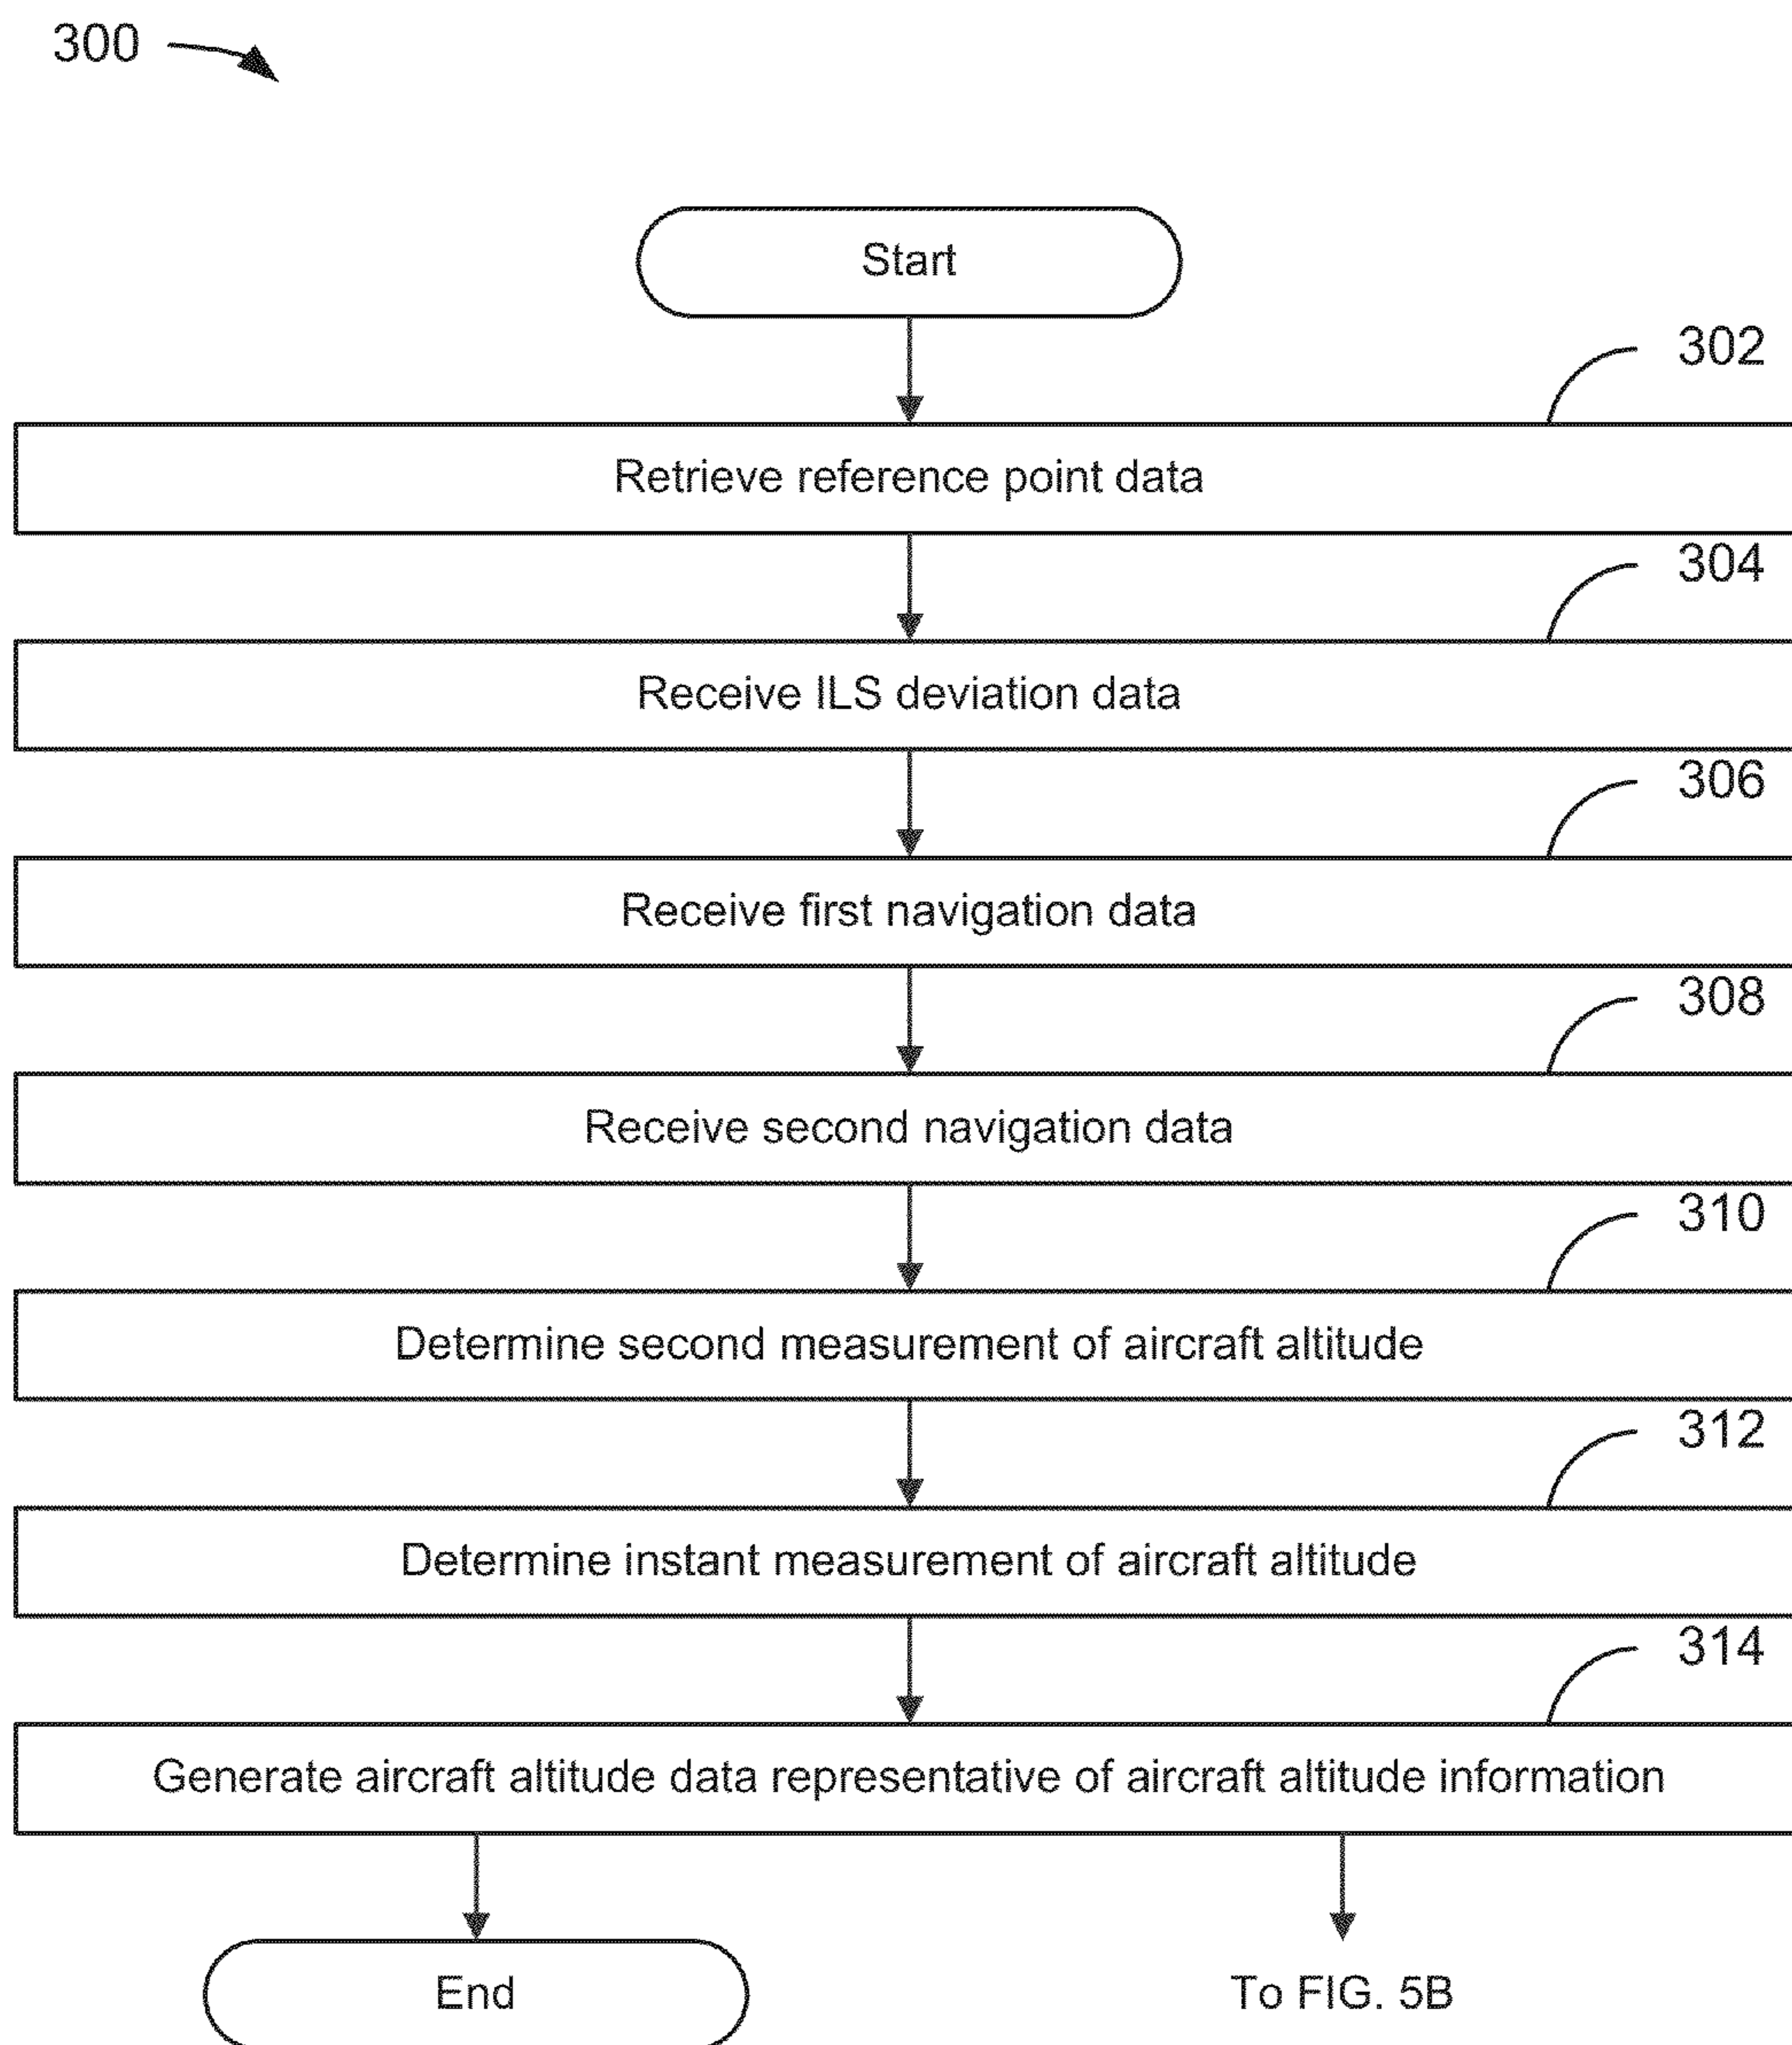 300
Start
302
Retrieve reference point data
304
Receive ILS deviation data
306
Receive first navigation data
308
Receive second navigation data
310
Determine second measurement of aircraft altitude
312
Determine instant measurement of aircraft altitude
314
Generate aircraft altitude data representative of aircraft altitude information
End
To FIG. 5B